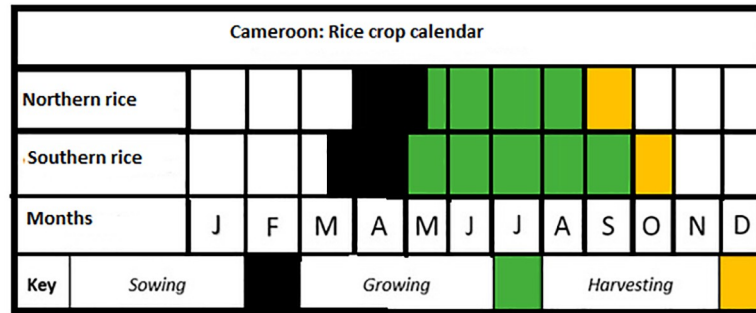 Cameroon: Rice crop calendar
Northern rice
Southern rice
Months J F M A M J J A S O N D
Key Sowing Growing Harvesting